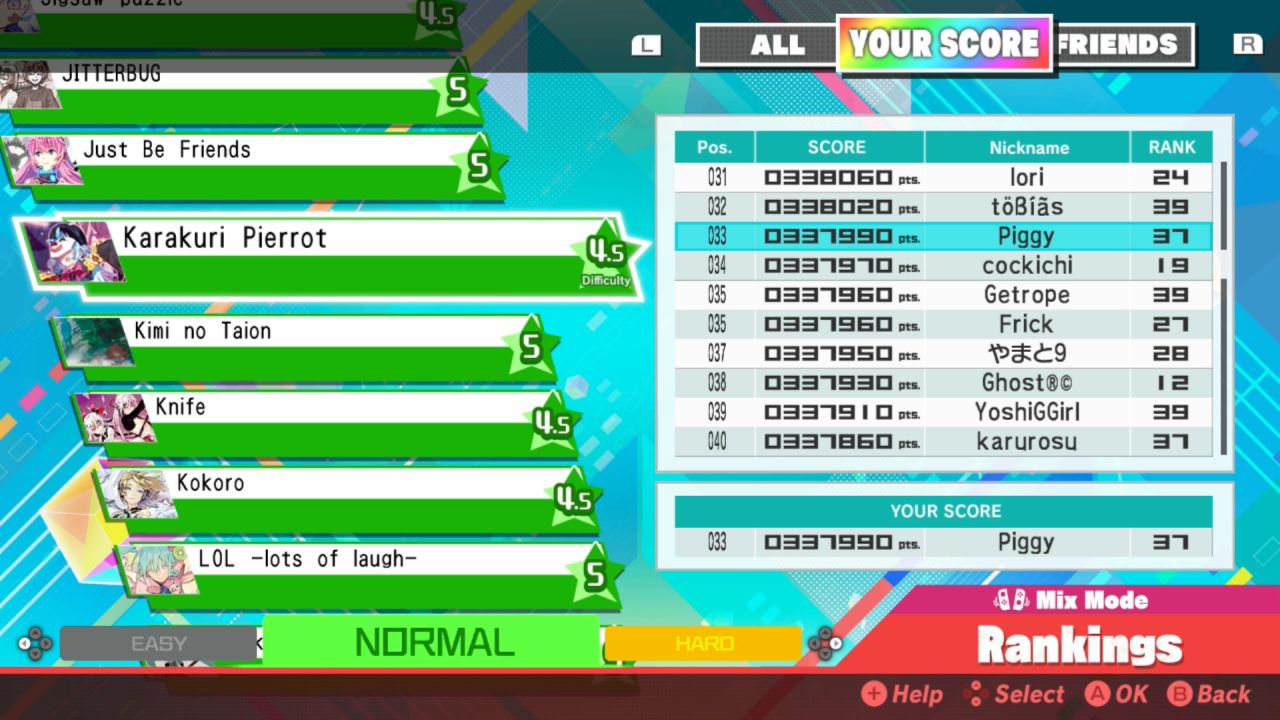 Jigsaw puzzle
4.5
JITTERBUG
5
Just Be Friends
5
Karakuri Pierrot
4.5
Difficulty
Kimi no Taion
5
Knife
4.5
Kokoro
4.5
LOL -lots of laugh-
5
EASY
NORMAL
HARD
L
ALL
YOUR SCORE
FRIENDS
R
Pos. SCORE Nickname RANK
031 0338060 pts. lori 24
032 0338020 pts. tößíãs 39
033 0337990 pts. Piggy 37
034 0337970 pts. cockichi 19
035 0337960 pts. Getrope 39
035 0337960 pts. Frick 27
037 0337950 pts. やまと9 28
038 0337930 pts. Ghost®© 12
039 0337910 pts. YoshiGGirl 39
040 0337860 pts. karurosu 37
YOUR SCORE
033 0337990 pts. Piggy 37
Mix Mode
Rankings
+ Help Select A OK B Back